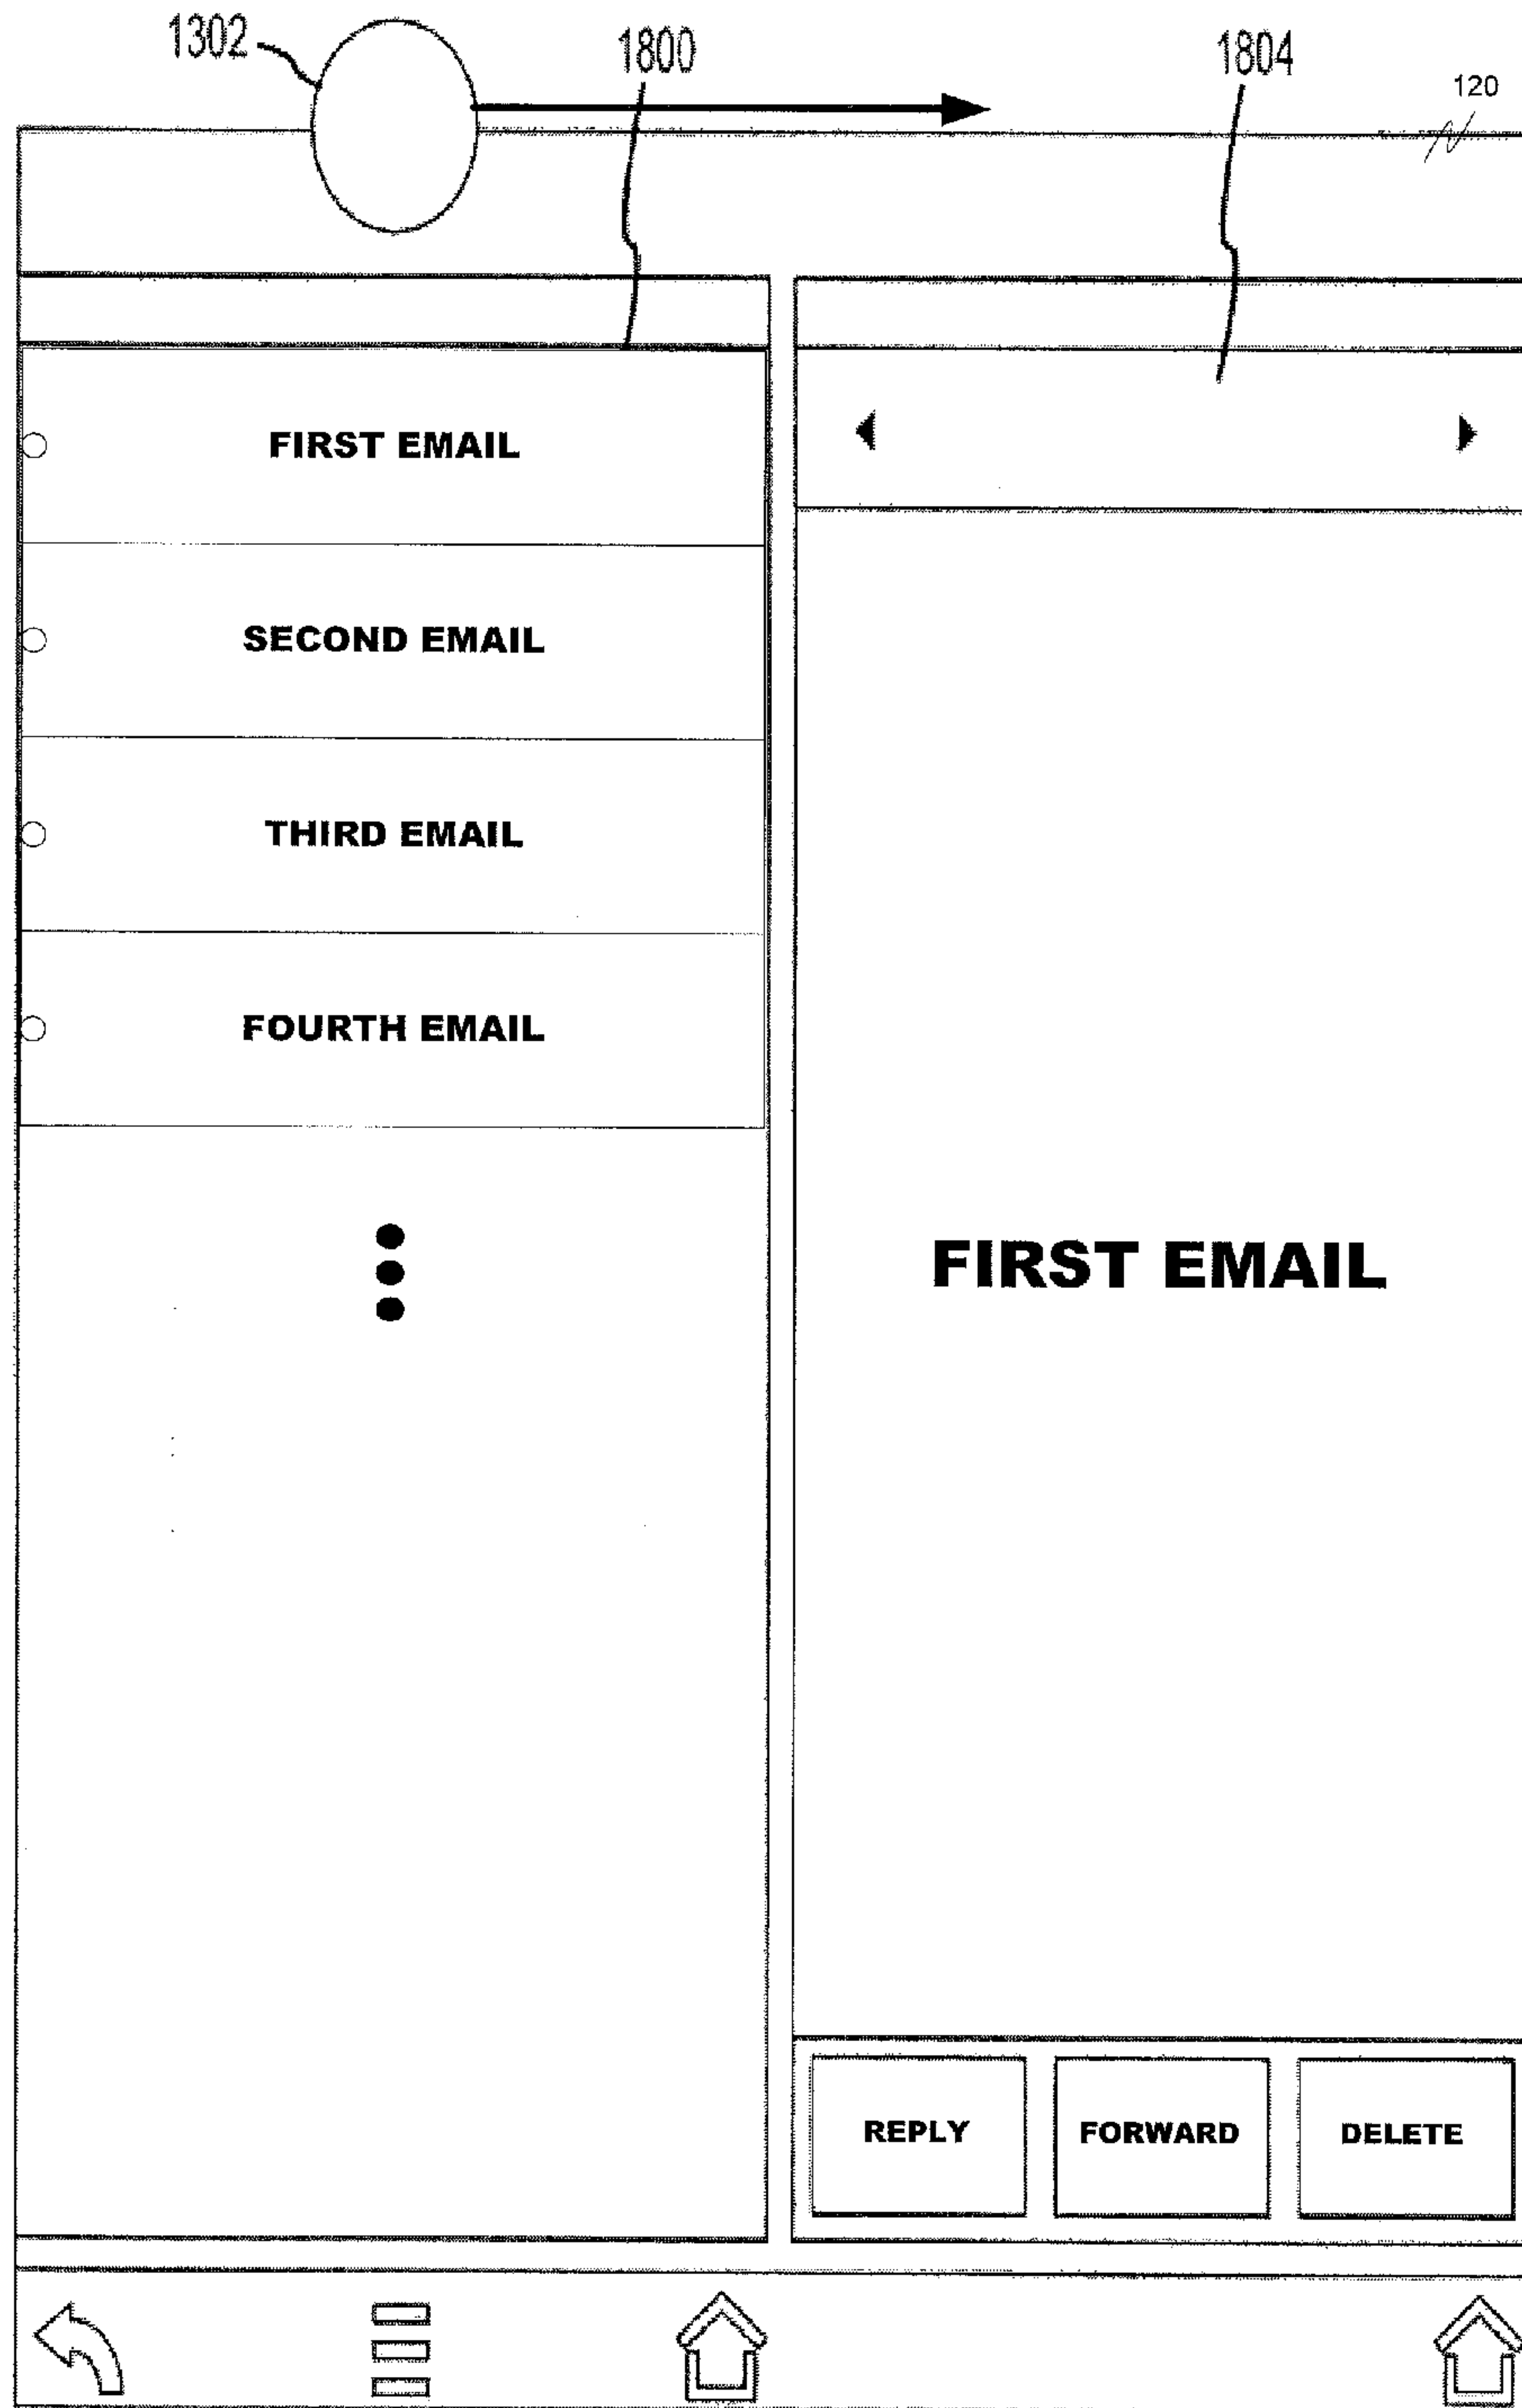 1302
1800
1804
120
FIRST EMAIL
SECOND EMAIL
THIRD EMAIL
FOURTH EMAIL
FIRST EMAIL
REPLY
FORWARD
DELETE